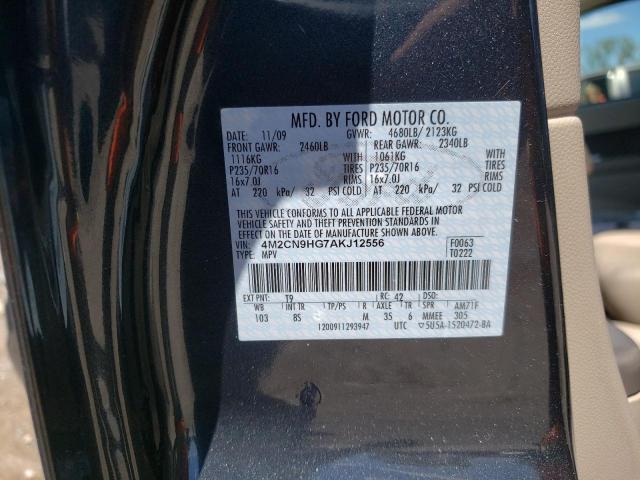 MFD. BY FORD MOTOR CO.
DATE: 11/09 GVWR: 4680LB/ 2123KG
FRONT GAWR: 2460LB REAR GAWR: 2340LB
1116KG WITH 1061KG WITH
P235/70R16 TIRES P235/70R16 TIRES
16x7.0J RIMS 16x7.0J RIMS
AT 220 kPa/ 32 PSI COLD AT 220 kPa/ 32 PSI COLD
THIS VEHICLE CONFORMS TO ALL APPLICABLE FEDERAL MOTOR
VEHICLE SAFETY AND THEFT PREVENTION STANDARDS IN
EFFECT ON THE DATE OF MANUFACTURE SHOWN ABOVE.
VIN: 4M2CN9HG7AKJ12556 F0063
TYPE: MPV T0222
EXT PNT: T9 RC: 42 DSO:
WB INT TR TP/PS R AXLE TR SPR AM71F
103 8S M 35 6 MMEE 305
1200911293947 UTC 5U5A-1520472-BA